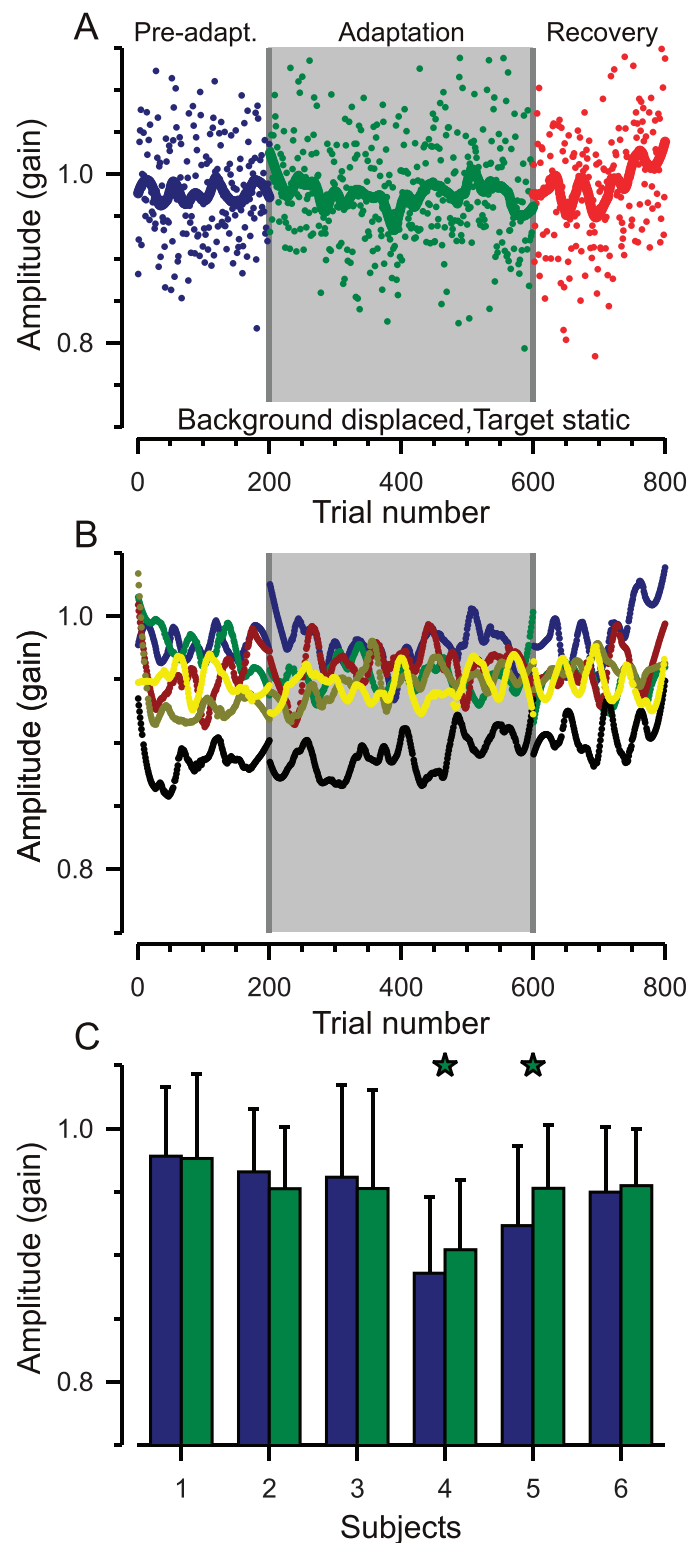 A
Pre-adapt. Adaptation Recovery
Amplitude (gain)
1.0
0.8
Background displaced,Target static
0 200 400 600 800
Trial number
B
Amplitude (gain)
1.0
0.8
0 200 400 600 800
Trial number
C
Amplitude (gain)
1.0
0.8
1 2 3 4 5 6
Subjects